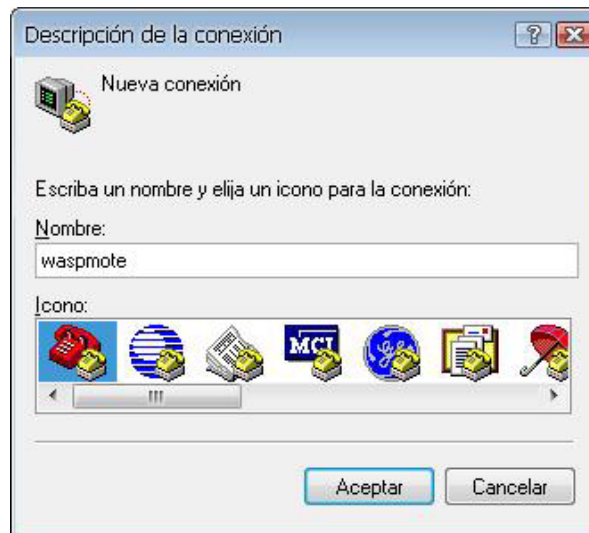 Descripción de la conexión
Nueva conexión
Escriba un nombre y elija un icono para la conexión:
Nombre:
waspmote
Icono:
MCI
Aceptar
Cancelar